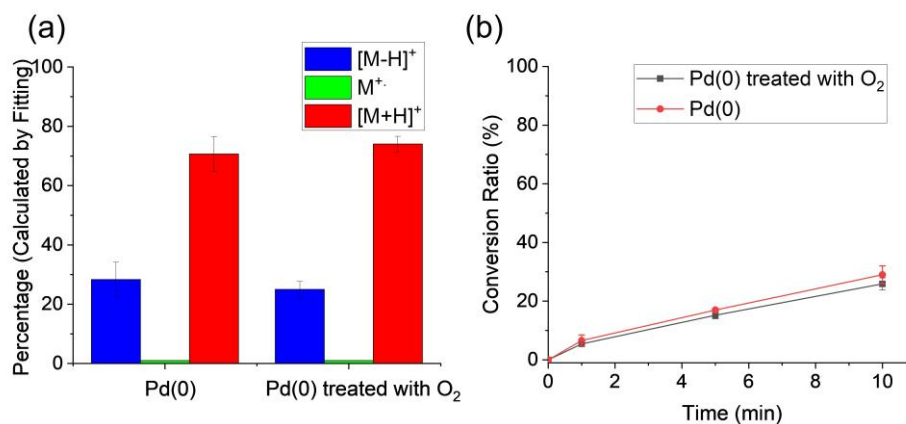 (a)
[M-H]⁺
M⁺·
[M+H]⁺
Percentage (Calculated by Fitting)
100
80
60
40
20
0
Pd(0)
Pd(0) treated with O₂
(b)
Pd(0) treated with O₂
Pd(0)
Conversion Ratio (%)
100
80
60
40
20
0
0
2
4
6
8
10
Time (min)